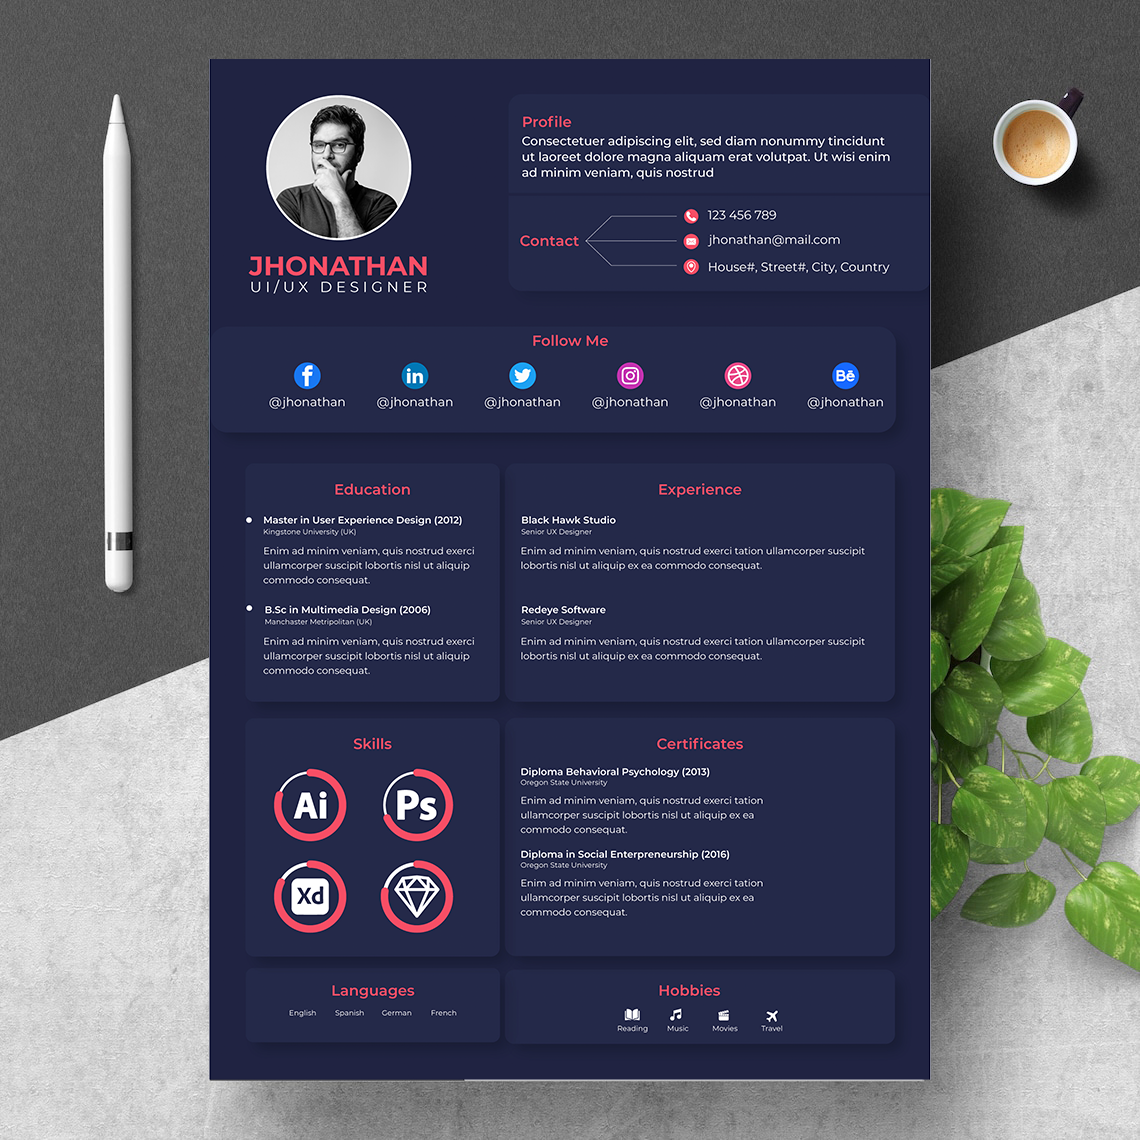 JHONATHAN
UI/UX DESIGNER
Profile
Consectetuer adipiscing elit, sed diam nonummy tincidunt
ut laoreet dolore magna aliquam erat volutpat. Ut wisi enim
ad minim veniam, quis nostrud
Contact
123 456 789
jhonathan@mail.com
House#, Street#, City, Country
Follow Me
f in Bē
@jhonathan @jhonathan @jhonathan @jhonathan @jhonathan @jhonathan
Education
Master in User Experience Design (2012)
Kingstone University (UK)
Enim ad minim veniam, quis nostrud exerci
ullamcorper suscipit lobortis nisl ut aliquip
commodo consequat.
B.Sc in Multimedia Design (2006)
Manchaster Metripolitan (UK)
Enim ad minim veniam, quis nostrud exerci
ullamcorper suscipit lobortis nisl ut aliquip
commodo consequat.
Experience
Black Hawk Studio
Senior UX Designer
Enim ad minim veniam, quis nostrud exerci tation ullamcorper suscipit
lobortis nisl ut aliquip ex ea commodo consequat.
Redeye Software
Senior UX Designer
Enim ad minim veniam, quis nostrud exerci tation ullamcorper suscipit
lobortis nisl ut aliquip ex ea commodo consequat.
Skills
Ai Ps
Xd
Certificates
Diploma Behavioral Psychology (2013)
Oregon State University
Enim ad minim veniam, quis nostrud exerci tation
ullamcorper suscipit lobortis nisl ut aliquip ex ea
commodo consequat.
Diploma in Social Enterpreneurship (2016)
Oregon State University
Enim ad minim veniam, quis nostrud exerci tation
ullamcorper suscipit lobortis nisl ut aliquip ex ea
commodo consequat.
Languages
English Spanish German French
Hobbies
Reading Music Movies Travel